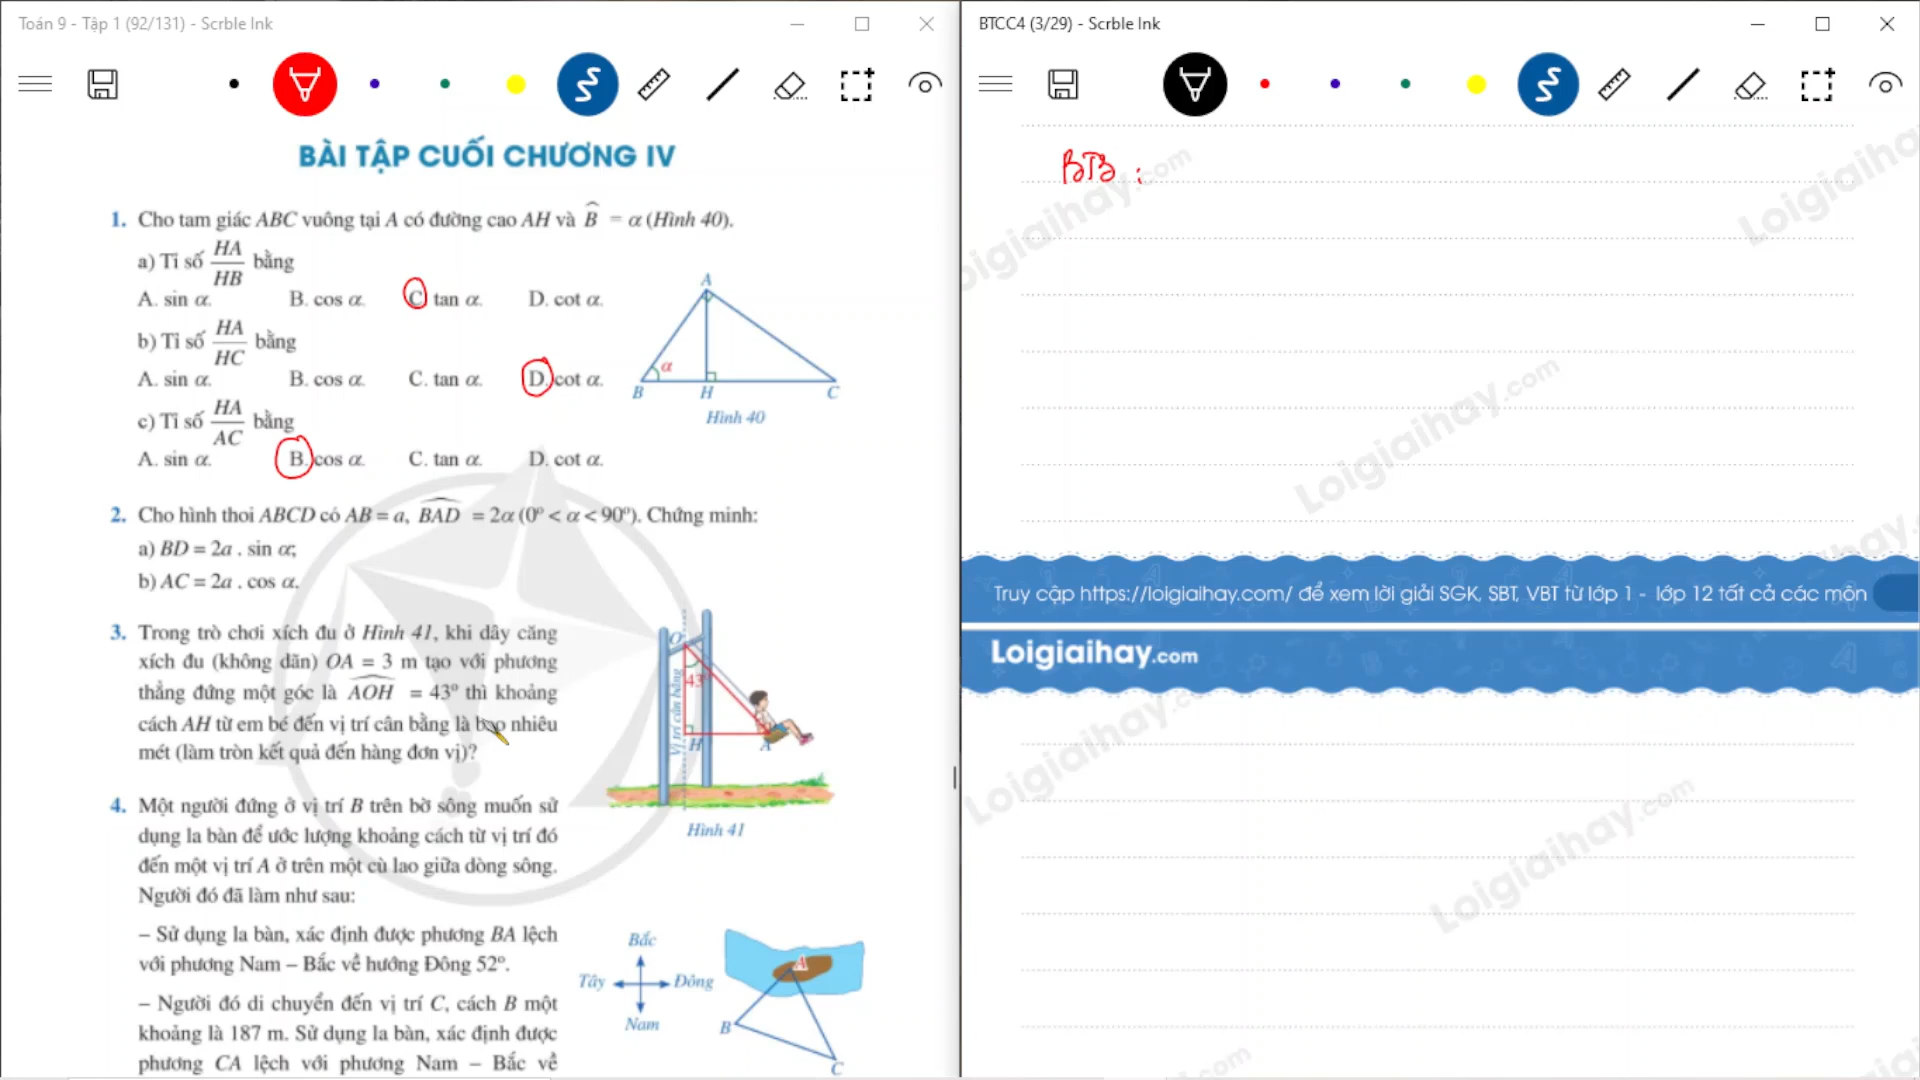 Toán 9 - Tập 1 (92/131) - Scrble Ink
BÀI TẬP CUỐI CHƯƠNG IV
1. Cho tam giác ABC vuông tại A có đường cao AH và B̂ = α (Hình 40).
a) Tỉ số HA/HB bằng
A. sin α. B. cos α. C. tan α. D. cot α.
b) Tỉ số HA/HC bằng
A. sin α. B. cos α. C. tan α. D. cot α.
c) Tỉ số HA/AC bằng
A. sin α. B. cos α. C. tan α. D. cot α.
A
α
B H C
Hình 40
2. Cho hình thoi ABCD có AB = a, BAD = 2α (0° < α < 90°). Chứng minh:
a) BD = 2a . sin α;
b) AC = 2a . cos α.
3. Trong trò chơi xích đu ở Hình 41, khi dây căng
xích đu (không dãn) OA = 3 m tạo với phương
thẳng đứng một góc là AOH = 43° thì khoảng
cách AH từ em bé đến vị trí cân bằng là bao nhiêu
mét (làm tròn kết quả đến hàng đơn vị)?
O
43°
Vị trí cân bằng
H A
Hình 41
4. Một người đứng ở vị trí B trên bờ sông muốn sử
dụng la bàn để ước lượng khoảng cách từ vị trí đó
đến một vị trí A ở trên một cù lao giữa dòng sông.
Người đó đã làm như sau:
– Sử dụng la bàn, xác định được phương BA lệch
với phương Nam – Bắc về hướng Đông 52°.
– Người đó di chuyển đến vị trí C, cách B một
khoảng là 187 m. Sử dụng la bàn, xác định được
phương CA lệch với phương Nam – Bắc về
Bắc
Tây Đông
Nam
A
B
C
BTCC4 (3/29) - Scrble Ink
BT3 :
Truy cập https://loigiaihay.com/ để xem lời giải SGK, SBT, VBT từ lớp 1 - lớp 12 tất cả các môn
Loigiaihay.com
Loigiaihay.com
Loigiaihay
Loigiaihay.com
Loigiaihay.com
Loigiaihay.com